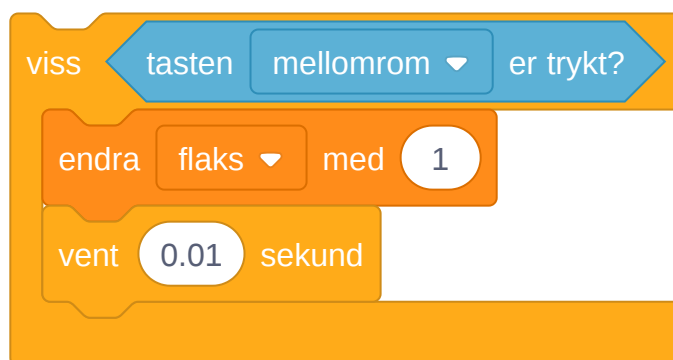 viss tasten mellomrom er trykt?
endra flaks med 1
vent 0.01 sekund